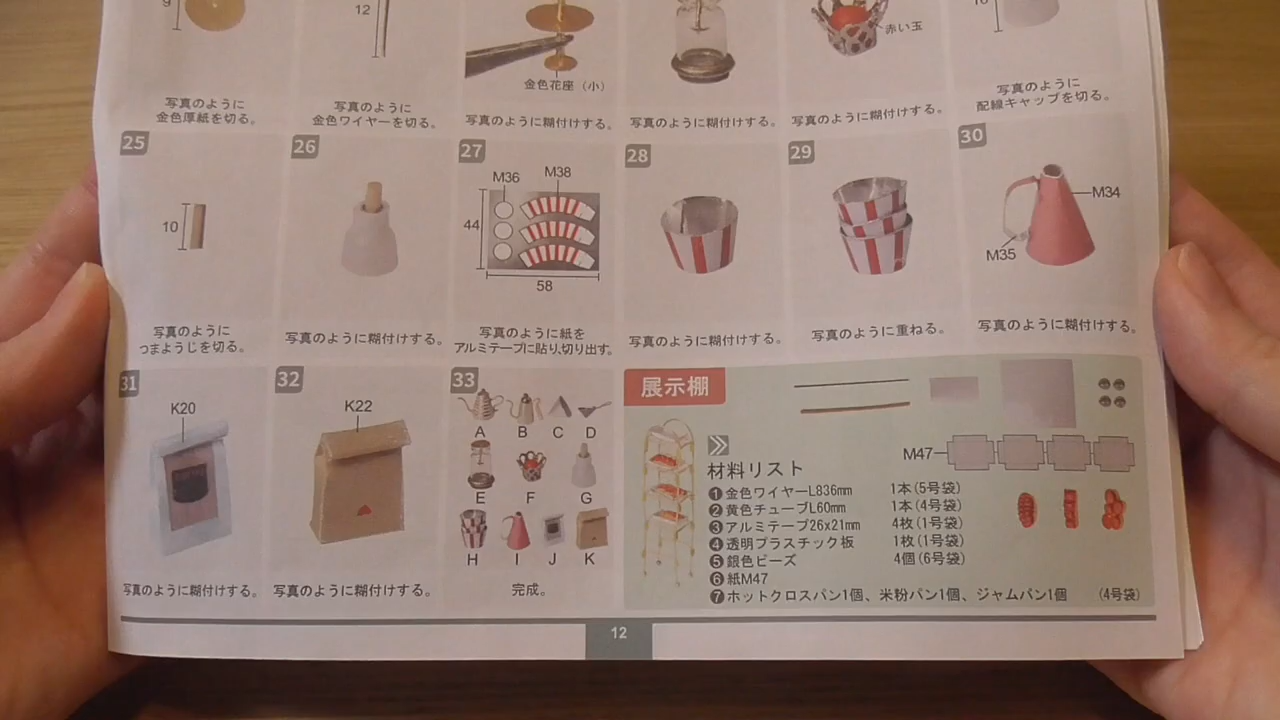 12
金色花座（小）
赤い玉
写真のように
金色厚紙を切る。
写真のように
金色ワイヤーを切る。
写真のように糊付けする。
写真のように糊付けする。
写真のように糊付けする。
写真のように
配線キャップを切る。
25
10
写真のように
つまようじを切る。
26
写真のように糊付けする。
27
M36
M38
44
58
写真のように紙を
アルミテープに貼り,切り出す。
28
写真のように糊付けする。
29
写真のように重ねる。
30
M34
M35
写真のように糊付けする。
31
K20
写真のように糊付けする。
32
K22
写真のように糊付けする。
33
A B C D
E F G
H I J K
完成。
展示棚
材料リスト
❶金色ワイヤーL836mm 1本(5号袋)
❷黄色チューブL60mm 1本(4号袋)
❸アルミテープ26x21mm 4枚(1号袋)
❹透明プラスチック板 1枚(1号袋)
❺銀色ビーズ 4個(6号袋)
❻紙M47
❼ホットクロスパン1個、米粉パン1個、ジャムパン1個 (4号袋)
M47
12